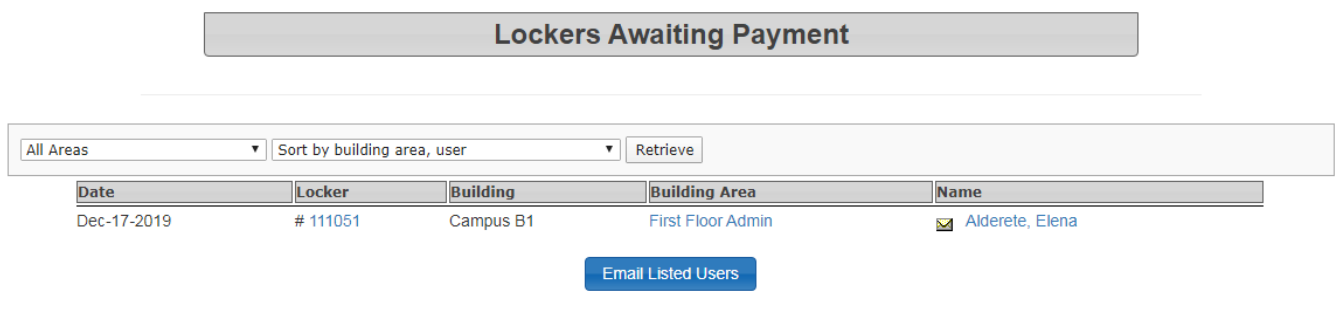 Lockers Awaiting Payment
All Areas Sort by building area, user Retrieve
Date Locker Building Building Area Name
Dec-17-2019 # 111051 Campus B1 First Floor Admin Alderete, Elena
Email Listed Users